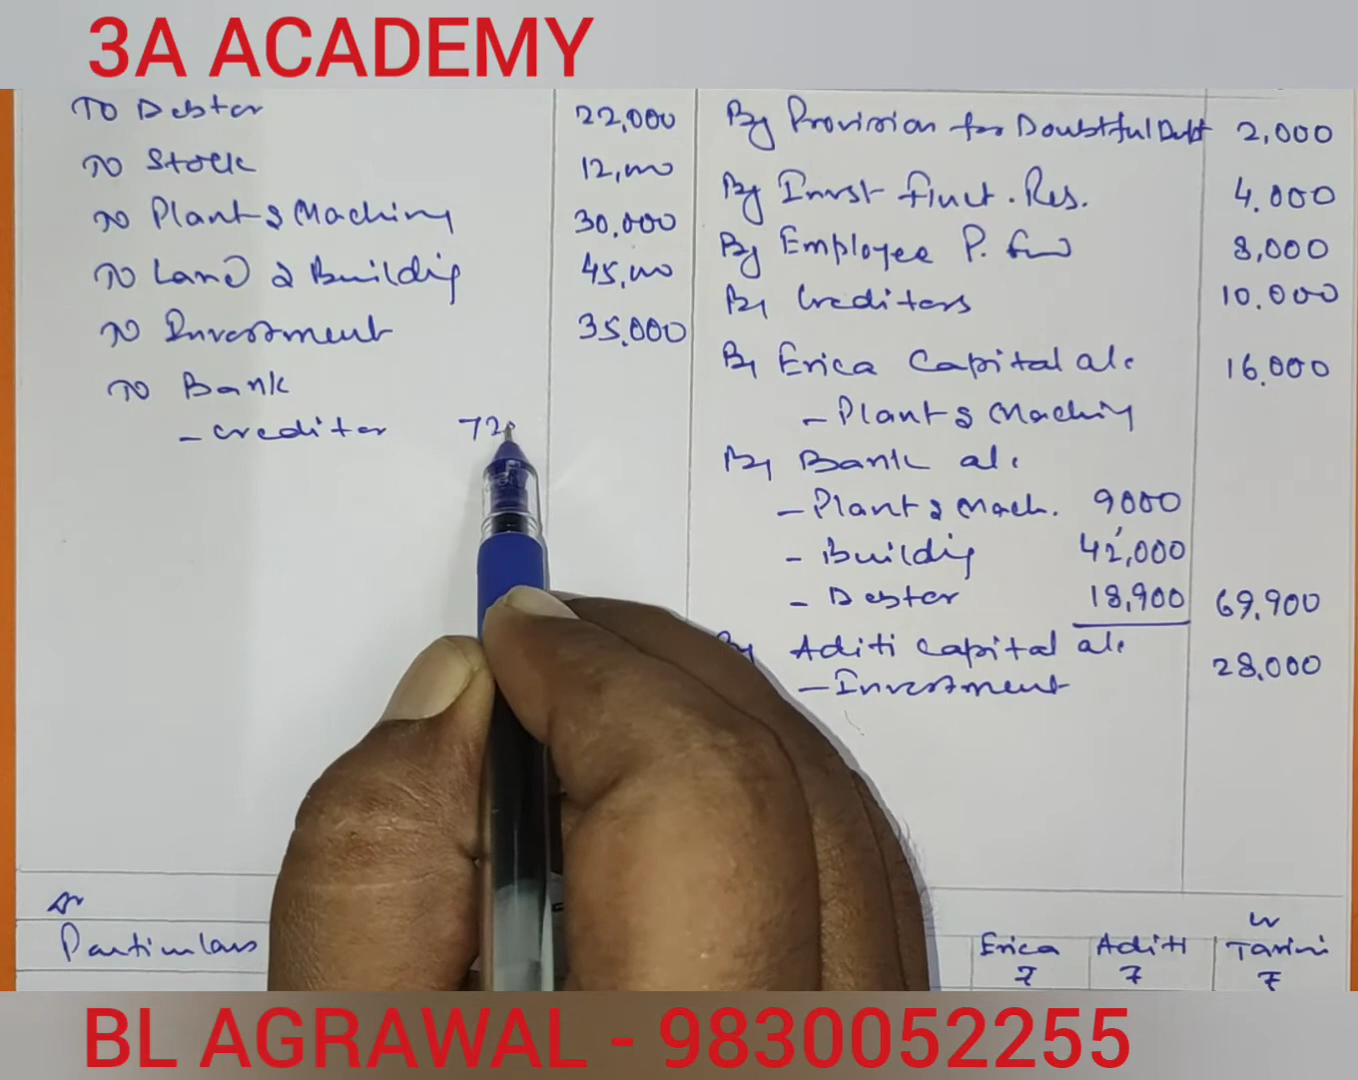 3A ACADEMY
To Debtor 22,000
To Stock 12,000
To Plant & Machinery 30,000
To Land & Building 45,000
To Investment 35,000
To Bank
- Creditor 720
By Provision for Doubtful Debt 2,000
By Invst fluct. Res. 4,000
By Employee P. fund 8,000
By Creditors 10,000
By Erica Capital a/c 16,000
- Plant & Machin
By Bank a/c
- Plant & Mach. 9000
- Building 42,000
- Debtor 18,900 69,900
By Aditi capital a/c 28,000
- Investment
Dr
Cr
Particulars Erica Aditi Tarini
₹ ₹ ₹
BL AGRAWAL - 9830052255